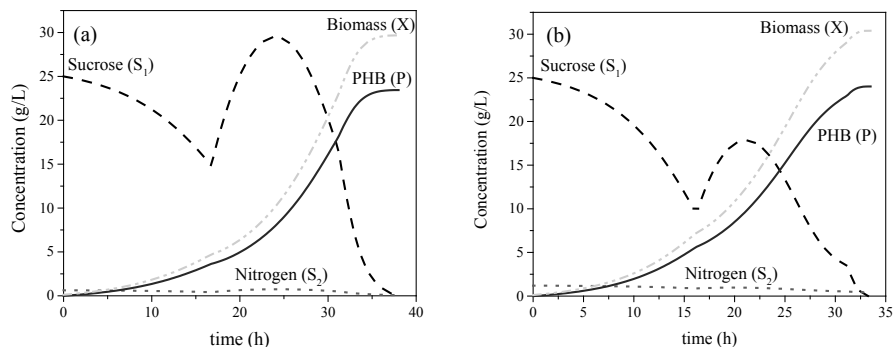 (a)
Biomass (X)
Sucrose (S₁)
PHB (P)
Nitrogen (S₂)
Concentration (g/L)
30
25
20
15
10
5
0
0 10 20 30 40
time (h)
(b)
Biomass (X)
Sucrose (S₁)
PHB (P)
Nitrogen (S₂)
Concentration (g/L)
30
25
20
15
10
5
0
0 5 10 15 20 25 30 35
time (h)